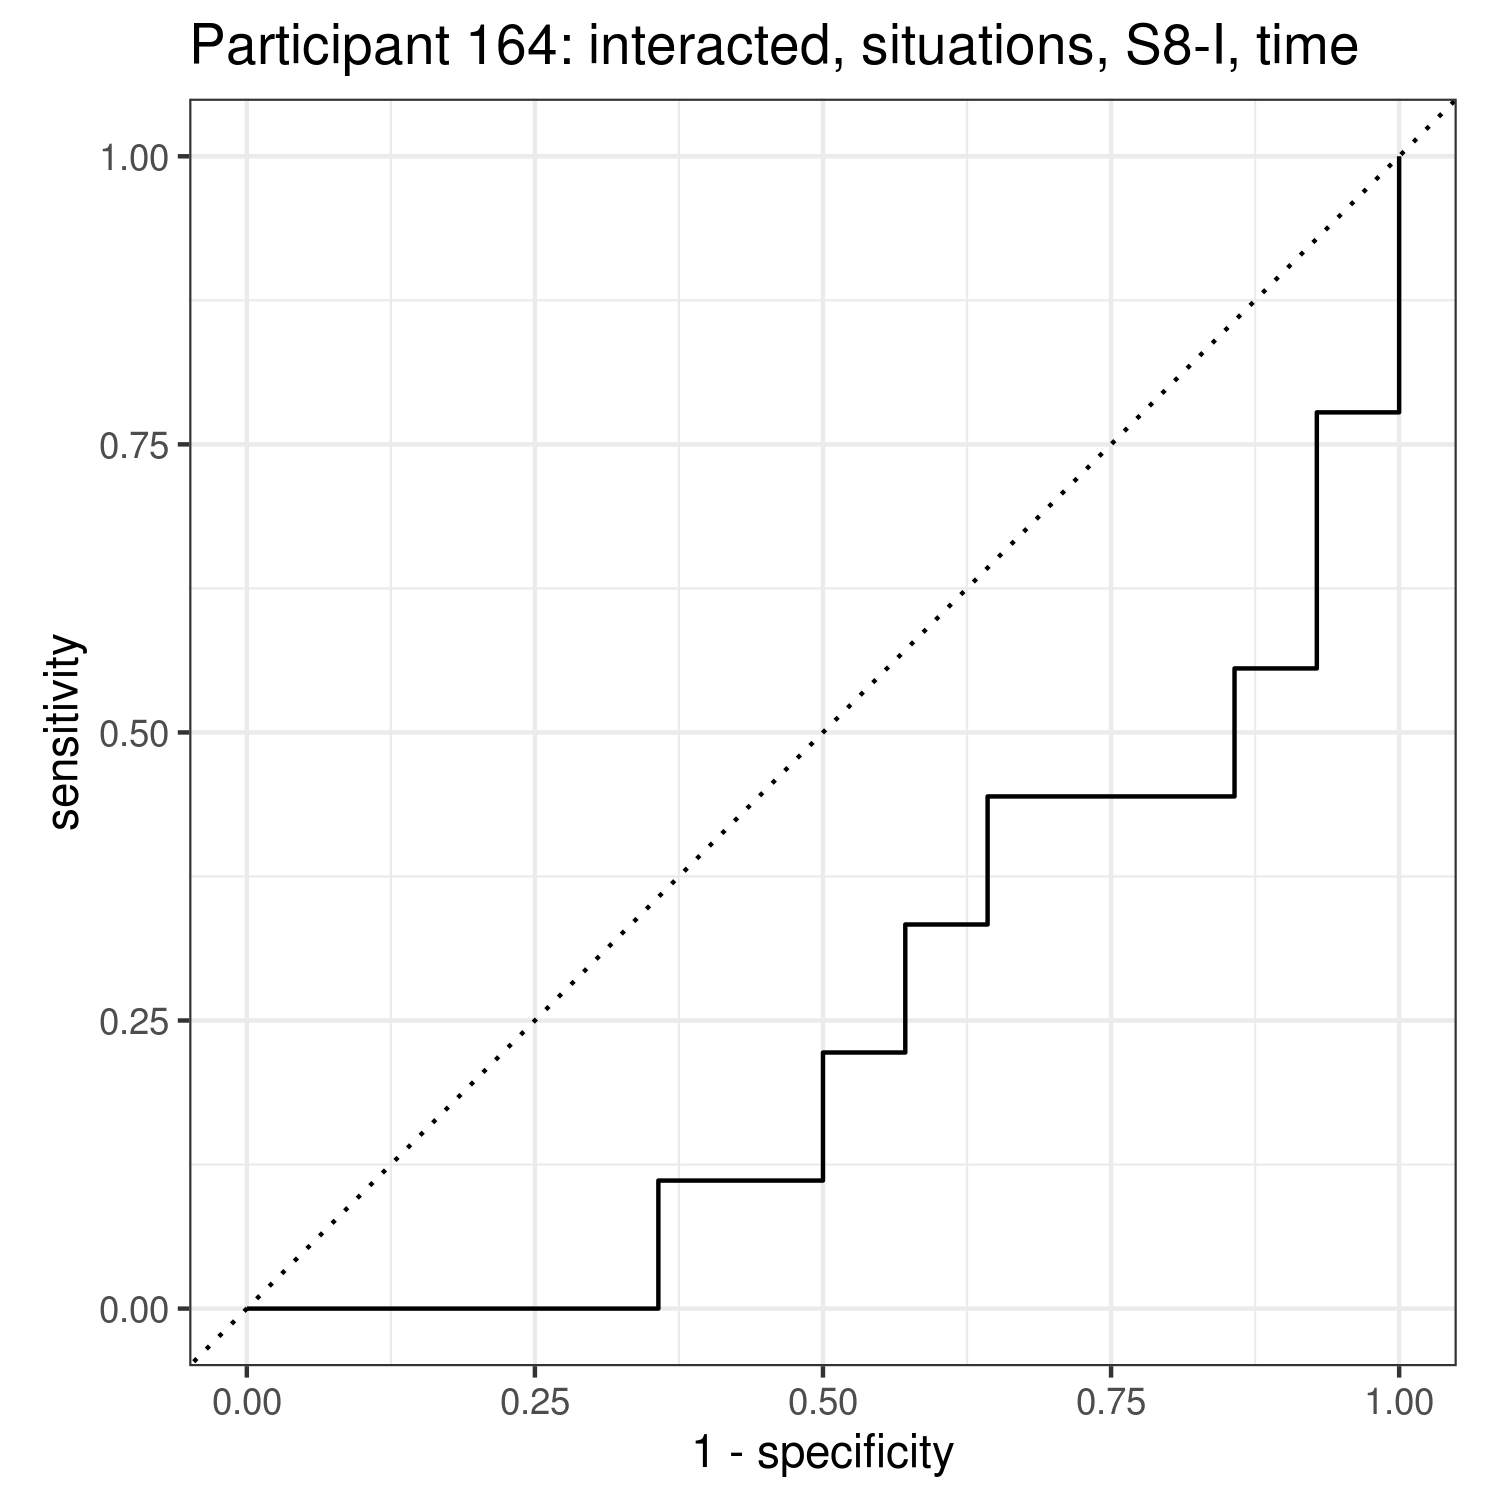 Participant 164: interacted, situations, S8-I, time
1.00
0.75
0.50
0.25
0.00
sensitivity
0.00 0.25 0.50 0.75 1.00
1 - specificity